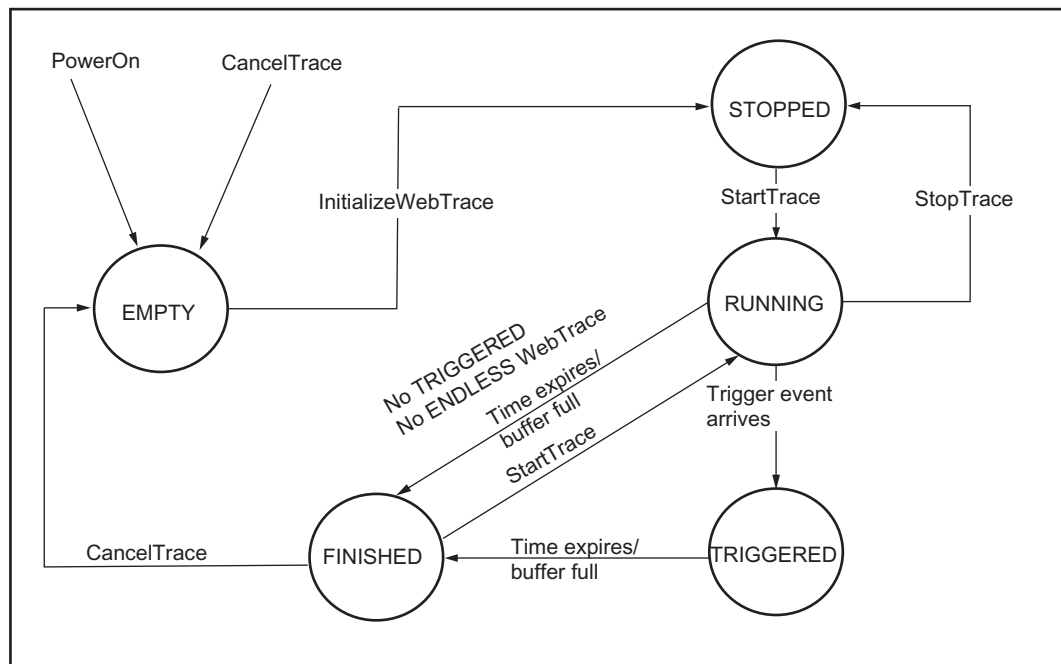 PowerOn
CancelTrace
STOPPED
InitializeWebTrace
StartTrace
StopTrace
EMPTY
RUNNING
No TRIGGERED
No ENDLESS WebTrace
Time expires/
buffer full
StartTrace
Trigger event
arrives
CancelTrace
FINISHED
Time expires/
buffer full
TRIGGERED